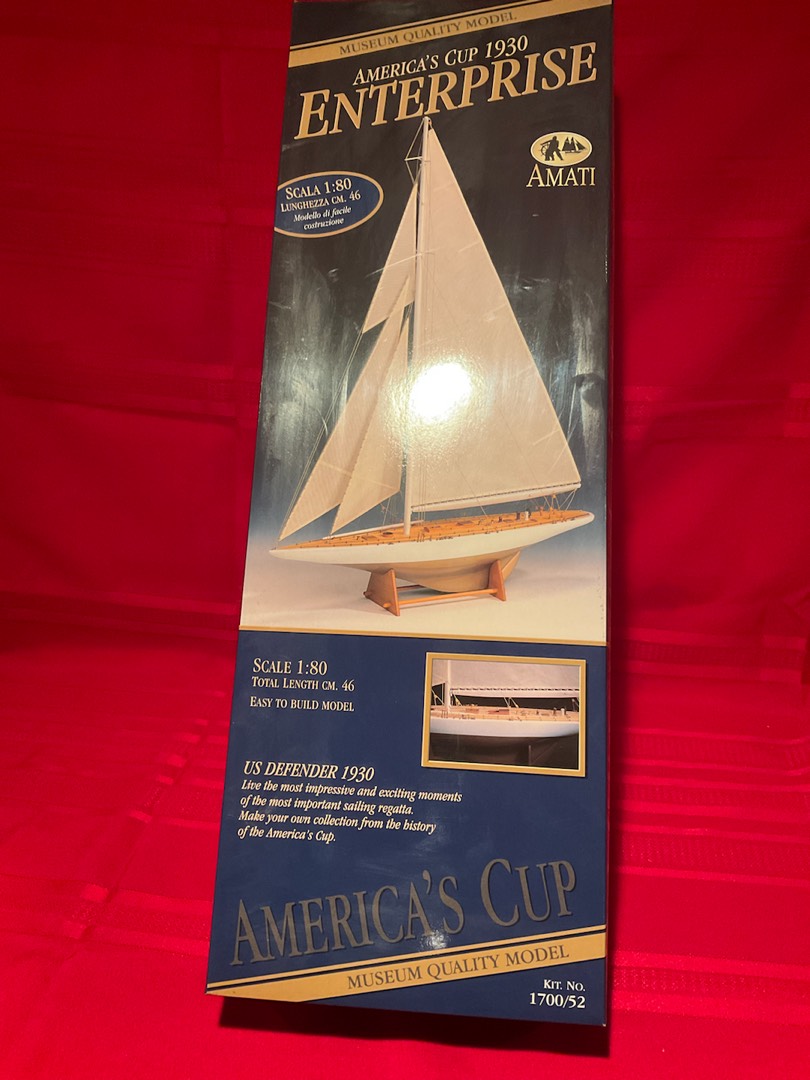 MUSEUM QUALITY MODEL
AMERICA'S CUP 1930
ENTERPRISE
AMATI
SCALA 1:80
LUNGHEZZA CM. 46
Modello di facile
costruzione
SCALE 1:80
TOTAL LENGTH CM. 46
EASY TO BUILD MODEL
US DEFENDER 1930
Live the most impressive and exciting moments
of the most important sailing regatta.
Make your own collection from the history
of the America's Cup.
AMERICA'S CUP
MUSEUM QUALITY MODEL
KIT. NO.
1700/52